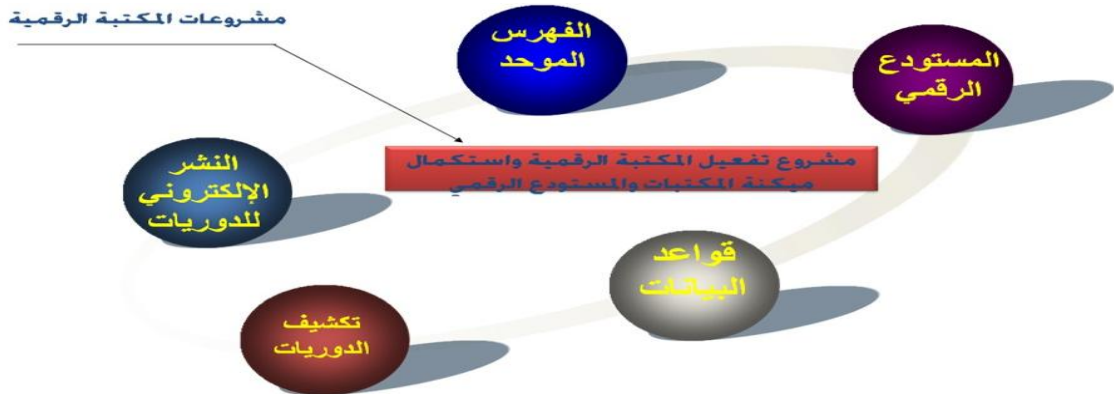 مشروعات المكتبة الرقمية
الفهرس
الموحد
المستودع
الرقمي
مشروع تفعيل المكتبة الرقمية واستكمال
ميكنة المكتبات والمستودع الرقمي
النشر
الإلكتروني
للدوريات
قواعد
البيانات
تكشيف
الدوريات